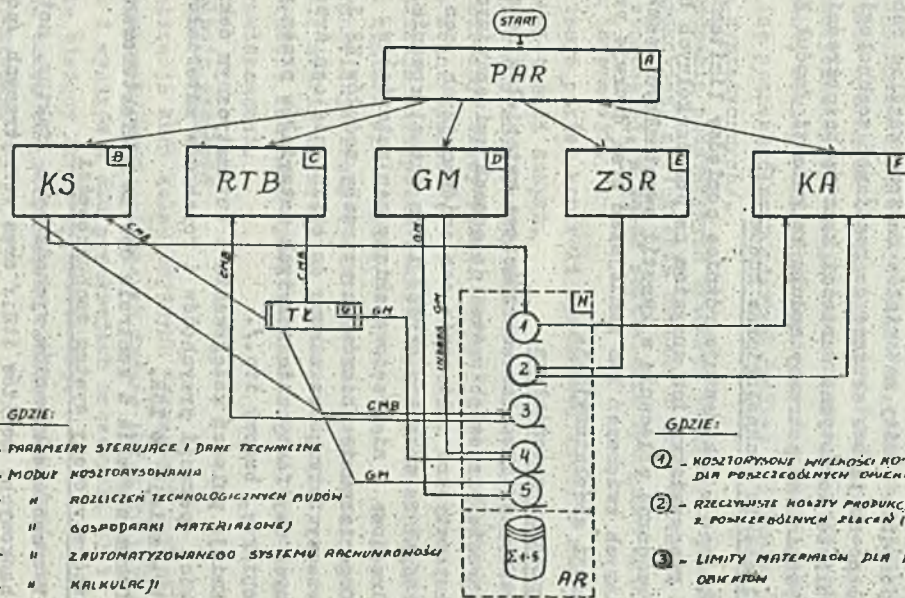 START
PAR A
KS B
RTB C
GM D
ZSR E
KA F
CMB
CMB
CMB
GM
INDEKS GM
TŁ G
GM
H
1
2
CMB
3
4
GM
5
Σ1-5
AR
GDZIE:
- PARAMETRY STERUJĄCE I DANE TECHNICZNE
- MODUŁ KOSZTORYSOWANIA
" ROZLICZEŃ TECHNOLOGICZNYCH BUDÓW
" GOSPODARKI MATERIAŁOWEJ
" ZAUTOMATYZOWANEGO SYSTEMU RACHUNKOWOŚCI
" KALKULACJI
GDZIE:
1 - KOSZTORYSOWE WIELKOŚCI
DLA POSZCZEGÓLNYCH
2 - RZECZYWISTE KOSZTY
Z POSZCZEGÓLNYCH ZLECEŃ
3 - LIMITY MATERIAŁÓW DLA
OBIEKTÓW